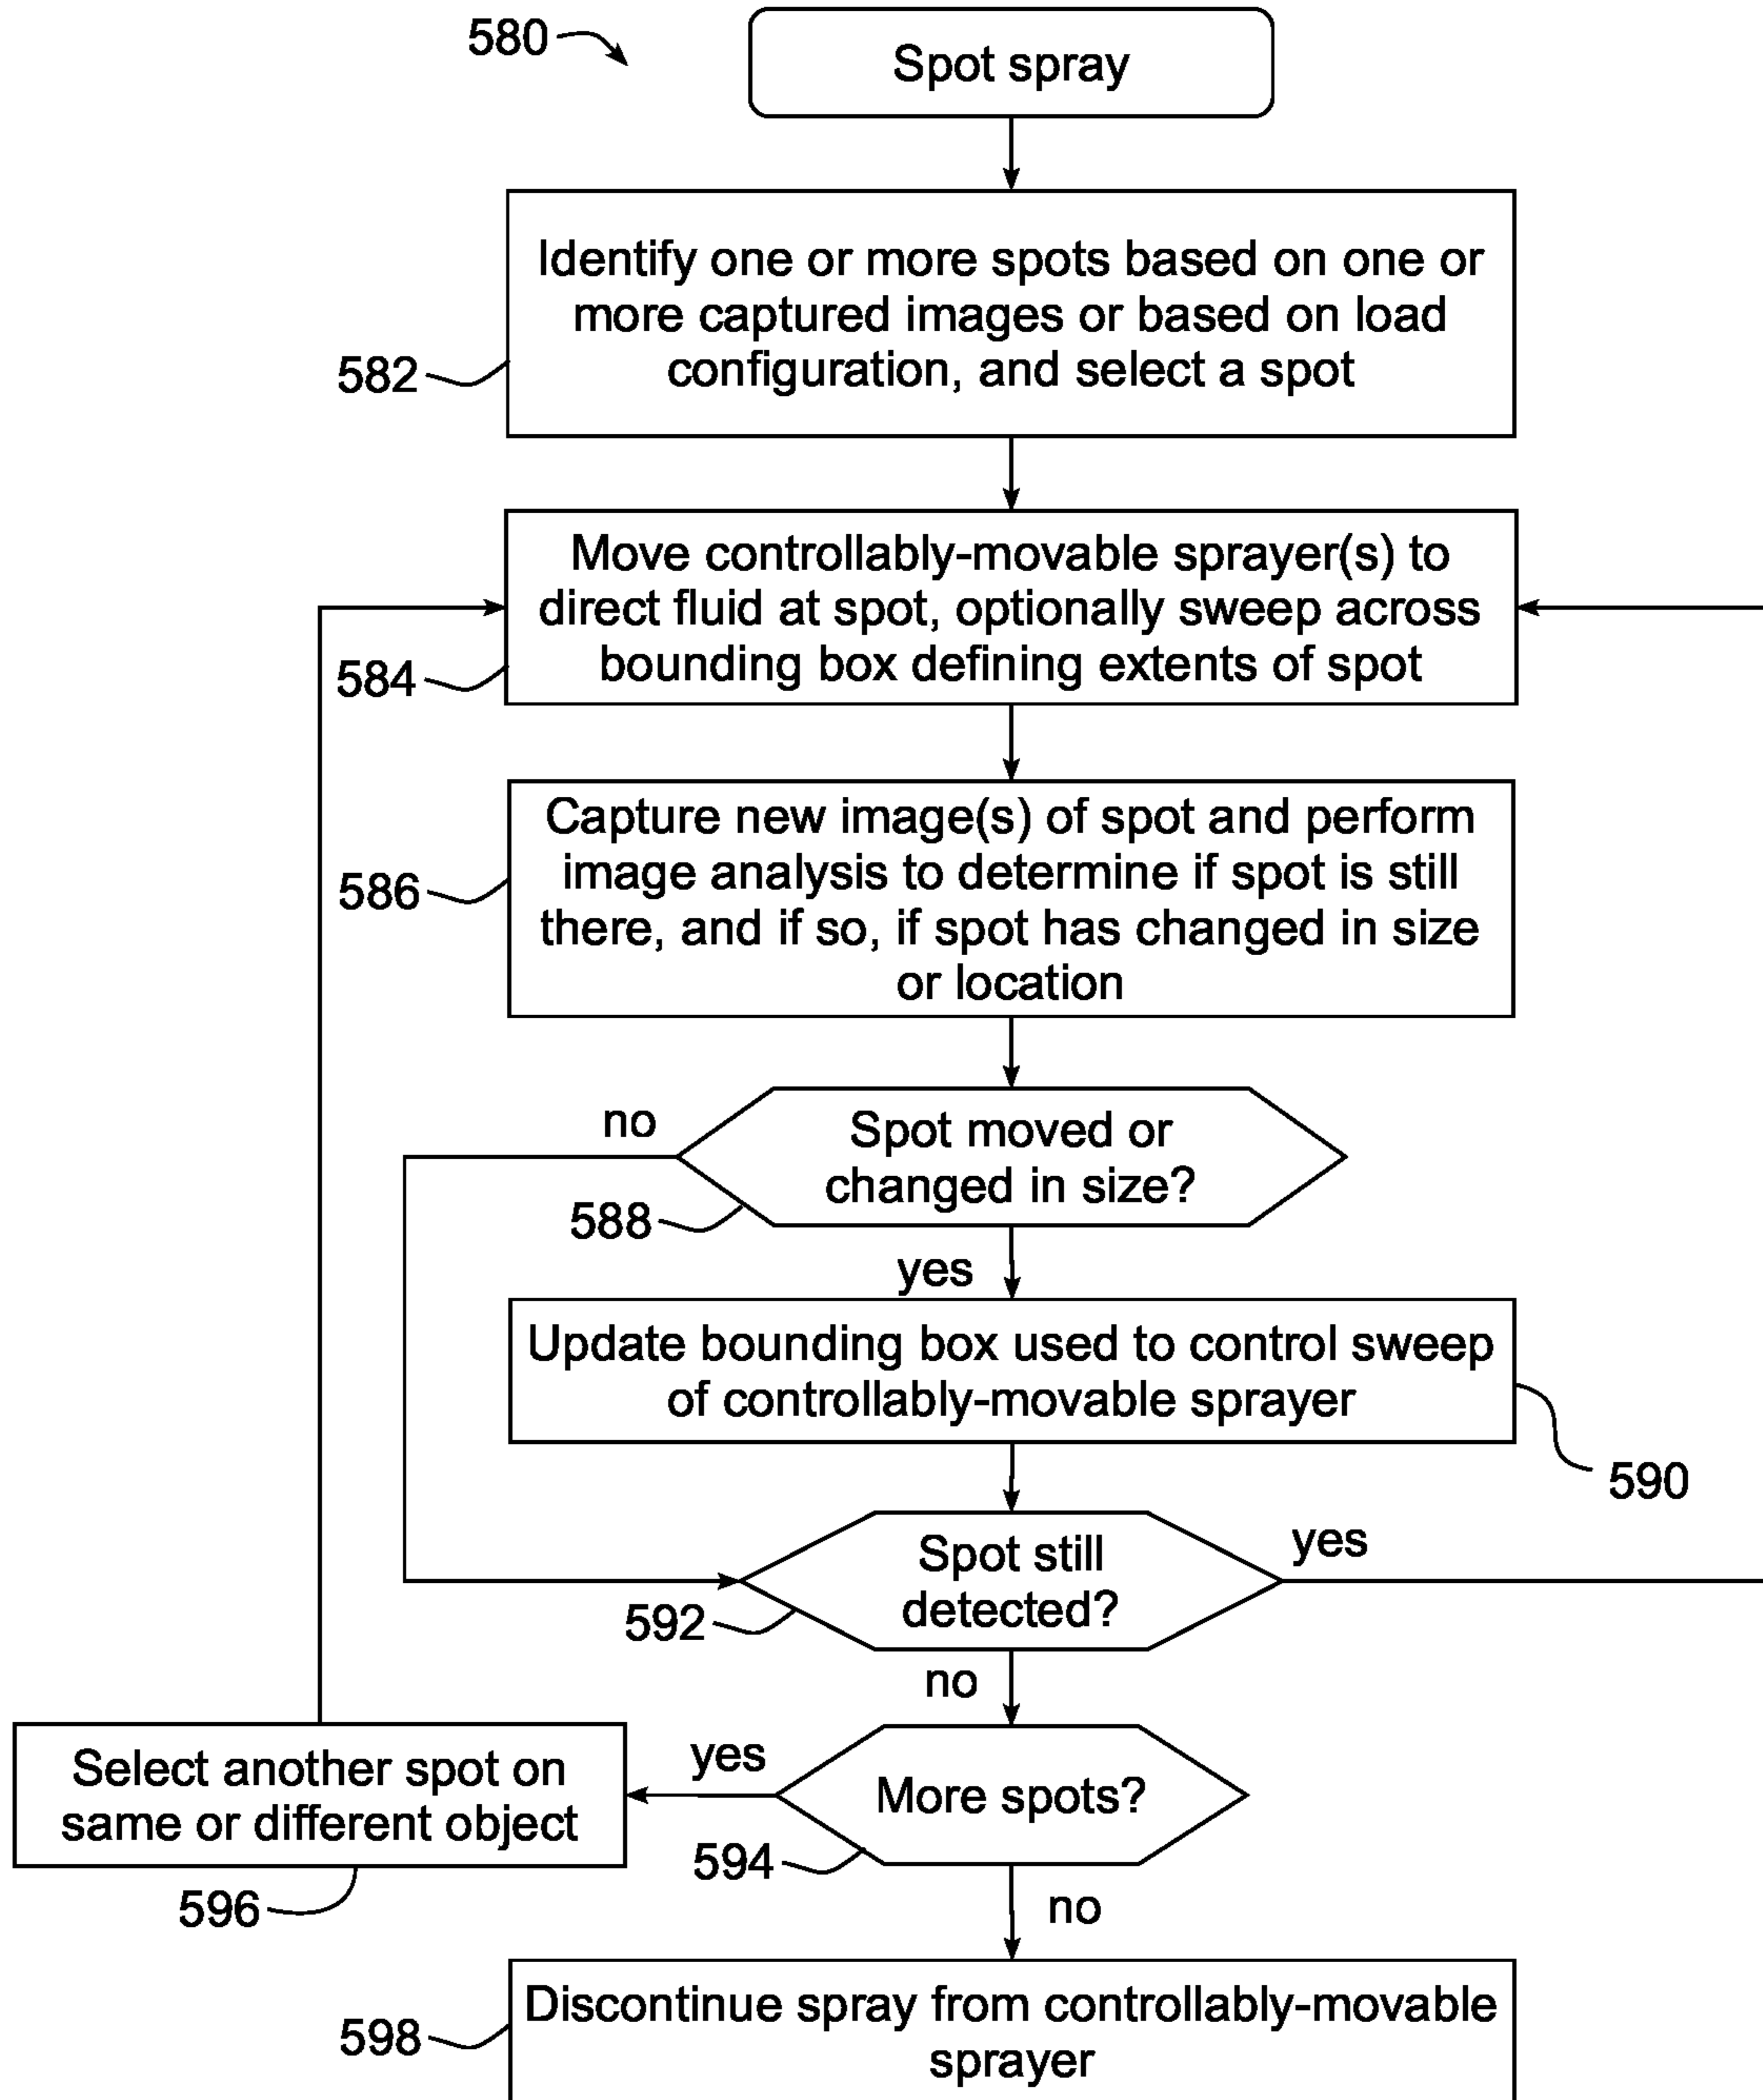 580
Spot spray
Identify one or more spots based on one or
more captured images or based on load
configuration, and select a spot
582
Move controllably-movable sprayer(s) to
direct fluid at spot, optionally sweep across
bounding box defining extents of spot
584
Capture new image(s) of spot and perform
image analysis to determine if spot is still
there, and if so, if spot has changed in size
or location
586
no
Spot moved or
changed in size?
588
yes
Update bounding box used to control sweep
of controllably-movable sprayer
590
Spot still
detected?
yes
592
no
Select another spot on
same or different object
yes
More spots?
594
596
no
Discontinue spray from controllably-movable
sprayer
598